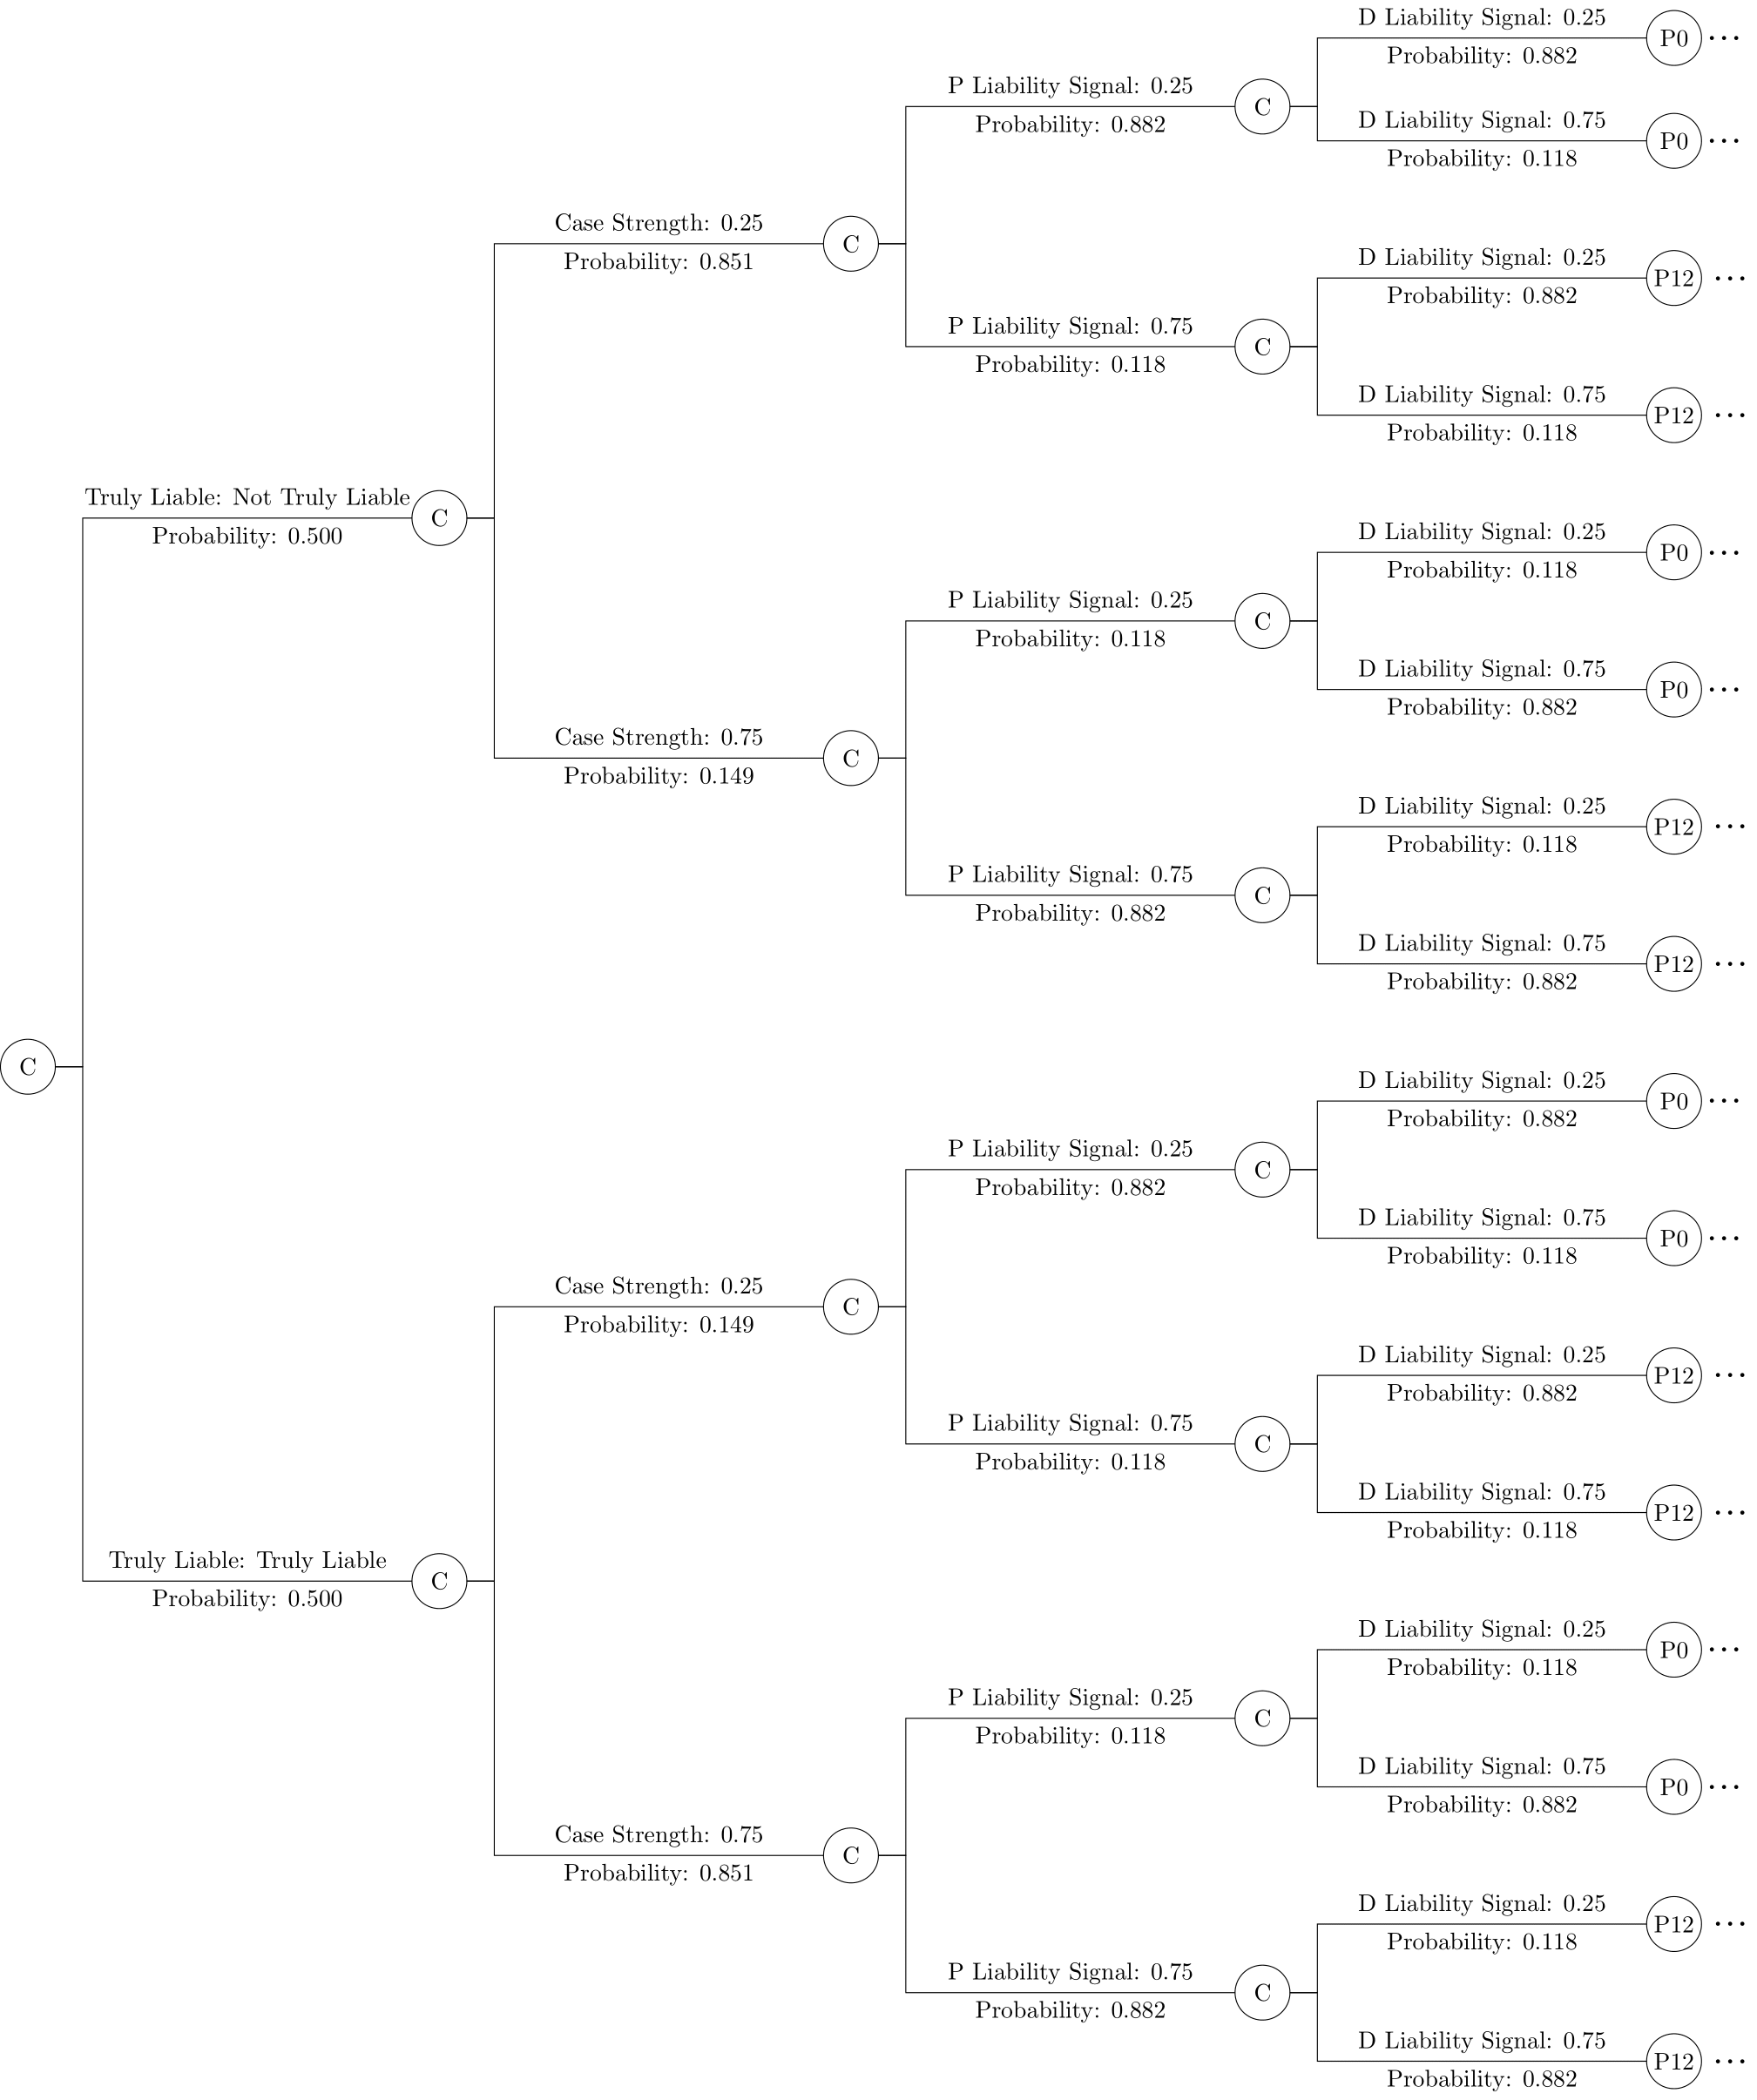 D Liability Signal: 0.25
P0 ...
Probability: 0.882
P Liability Signal: 0.25
C
Probability: 0.882
D Liability Signal: 0.75
P0 ...
Probability: 0.118
Case Strength: 0.25
C
Probability: 0.851
D Liability Signal: 0.25
P12 ...
Probability: 0.882
P Liability Signal: 0.75
C
Probability: 0.118
D Liability Signal: 0.75
P12 ...
Probability: 0.118
Truly Liable: Not Truly Liable
C
Probability: 0.500
D Liability Signal: 0.25
P0 ...
Probability: 0.118
P Liability Signal: 0.25
C
Probability: 0.118
D Liability Signal: 0.75
P0 ...
Probability: 0.882
Case Strength: 0.75
C
Probability: 0.149
D Liability Signal: 0.25
P12 ...
Probability: 0.118
P Liability Signal: 0.75
C
Probability: 0.882
D Liability Signal: 0.75
P12 ...
Probability: 0.882
C
D Liability Signal: 0.25
P0 ...
Probability: 0.882
P Liability Signal: 0.25
C
Probability: 0.882
D Liability Signal: 0.75
P0 ...
Probability: 0.118
Case Strength: 0.25
C
Probability: 0.149
D Liability Signal: 0.25
P12 ...
Probability: 0.882
P Liability Signal: 0.75
C
Probability: 0.118
D Liability Signal: 0.75
P12 ...
Probability: 0.118
Truly Liable: Truly Liable
C
Probability: 0.500
D Liability Signal: 0.25
P0 ...
Probability: 0.118
P Liability Signal: 0.25
C
Probability: 0.118
D Liability Signal: 0.75
P0 ...
Probability: 0.882
Case Strength: 0.75
C
Probability: 0.851
D Liability Signal: 0.25
P12 ...
Probability: 0.118
P Liability Signal: 0.75
C
Probability: 0.882
D Liability Signal: 0.75
P12 ...
Probability: 0.882